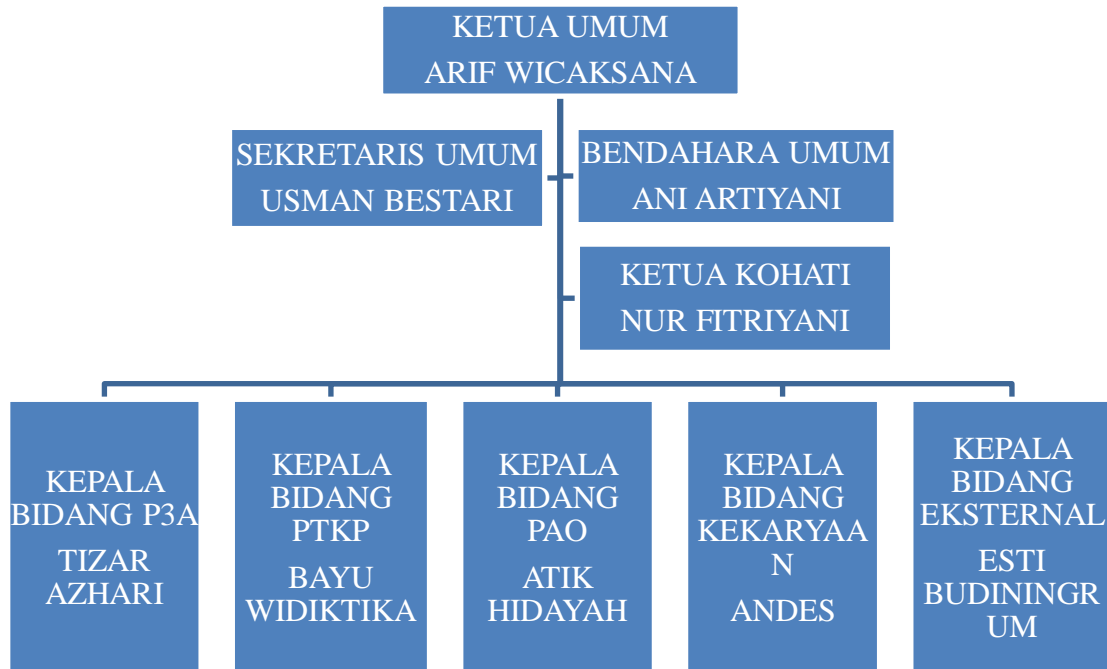 KETUA UMUM
ARIF WICAKSANA
SEKRETARIS UMUM
USMAN BESTARI
BENDAHARA UMUM
ANI ARTIYANI
KETUA KOHATI
NUR FITRIYANI
KEPALA
BIDANG P3A
TIZAR
AZHARI
KEPALA
BIDANG
PTKP
BAYU
WIDIKTIKA
KEPALA
BIDANG
PAO
ATIK
HIDAYAH
KEPALA
BIDANG
KEKARYAA
N
ANDES
KEPALA
BIDANG
EKSTERNAL
ESTI
BUDININGR
UM